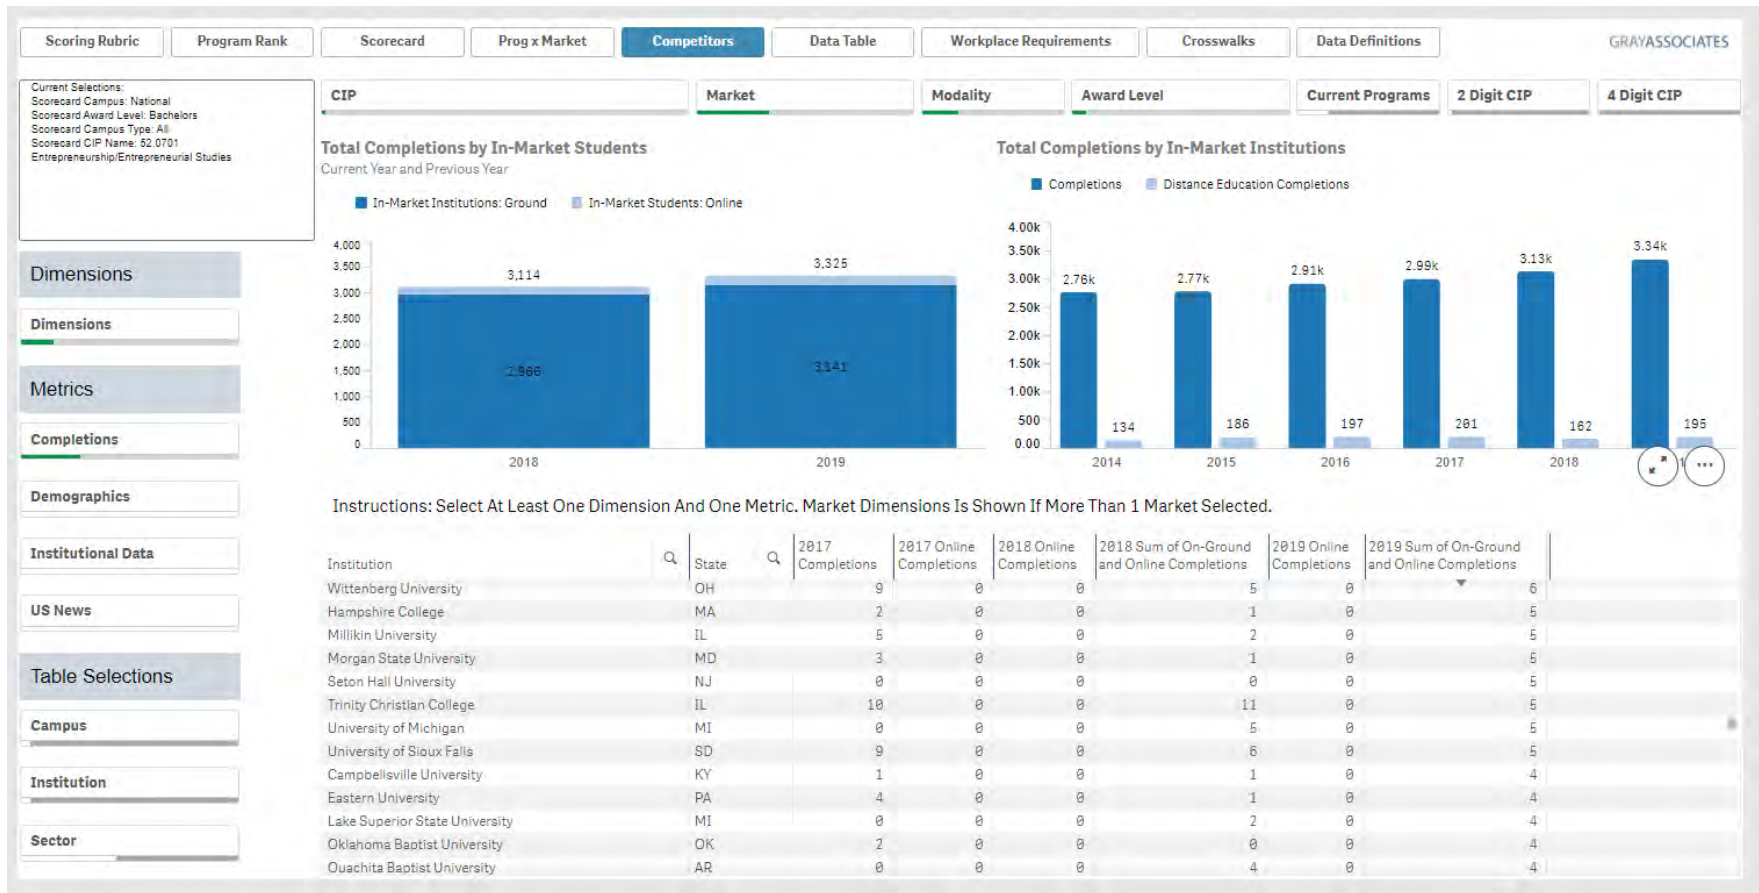 Scoring Rubric
Program Rank
Scorecard
Prog x Market
Competitors
Data Table
Workplace Requirements
Crosswalks
Data Definitions
GRAYASSOCIATES
Current Selections:
Scorecard Campus: National
Scorecard Award Level: Bachelors
Scorecard Campus Type: All
Scorecard CIP Name: 52.0701
Entrepreneurship/Entrepreneurial Studies
CIP
Market
Modality
Award Level
Current Programs
2 Digit CIP
4 Digit CIP
Dimensions
Dimensions
Metrics
Completions
Demographics
Institutional Data
US News
Table Selections
Campus
Institution
Sector
Total Completions by In-Market Students
Current Year and Previous Year
In-Market Institutions: Ground
In-Market Students: Online
4,000
3,500
3,000
2,500
2,000
1,500
1,000
500
0
3,114
2,966
3,325
3,141
2018
2019
Total Completions by In-Market Institutions
Completions
Distance Education Completions
4.00k
3.50k
3.00k
2.50k
2.00k
1.50k
1.00k
500
0.00
2.76k
134
2.77k
186
2.91k
197
2.99k
201
3.13k
162
3.34k
195
2014
2015
2016
2017
2018
Instructions: Select At Least One Dimension And One Metric. Market Dimensions Is Shown If More Than 1 Market Selected.
Institution State 2017 Completions 2017 Online Completions 2018 Online Completions 2018 Sum of On-Ground and Online Completions 2019 Online Completions 2019 Sum of On-Ground and Online Completions
Wittenberg University OH 9 0 0 5 0 6
Hampshire College MA 2 0 0 1 0 5
Millikin University IL 5 0 0 2 0 5
Morgan State University MD 3 0 0 1 0 5
Seton Hall University NJ 0 0 0 0 0 5
Trinity Christian College IL 10 0 0 11 0 5
University of Michigan MI 0 0 0 5 0 5
University of Sioux Falls SD 9 0 0 6 0 5
Campbellsville University KY 1 0 0 1 0 4
Eastern University PA 4 0 0 1 0 4
Lake Superior State University MI 0 0 0 2 0 4
Oklahoma Baptist University OK 2 0 0 0 0 4
Ouachita Baptist University AR 0 0 0 4 0 4